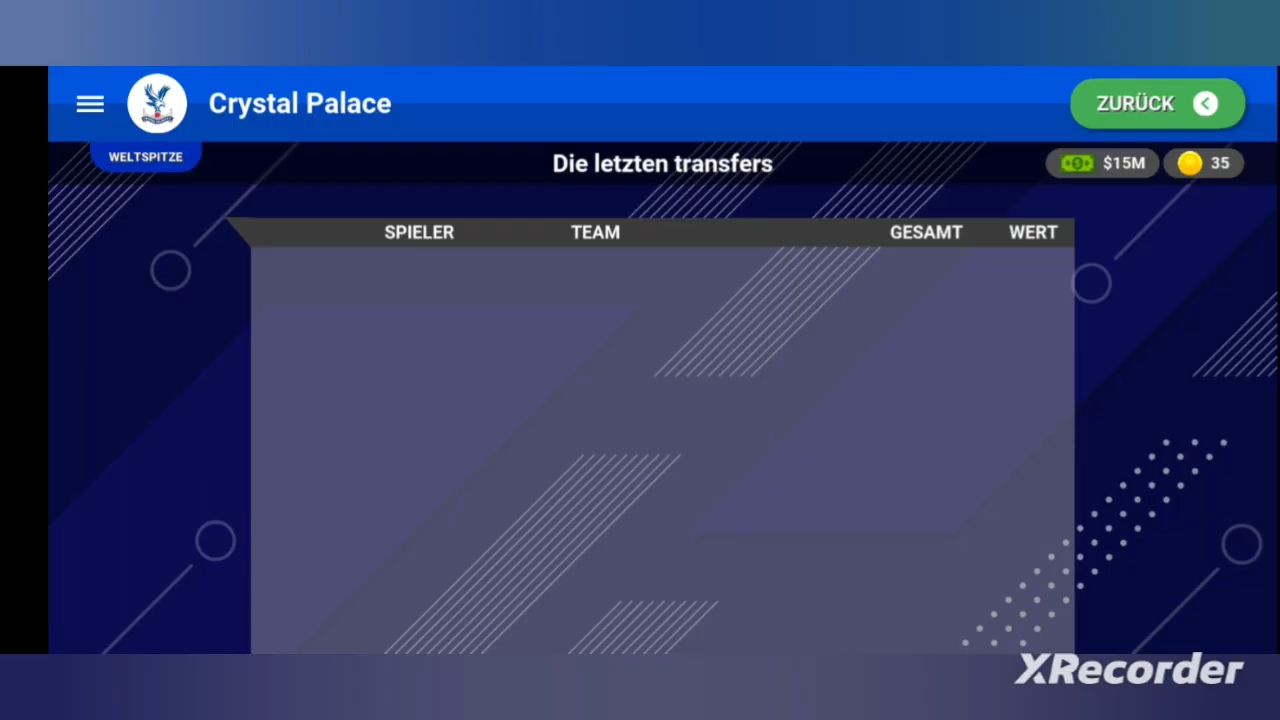 Crystal Palace
ZURÜCK
WELTSPITZE
Die letzten transfers
$15M
35
SPIELER TEAM GESAMT WERT
XRecorder